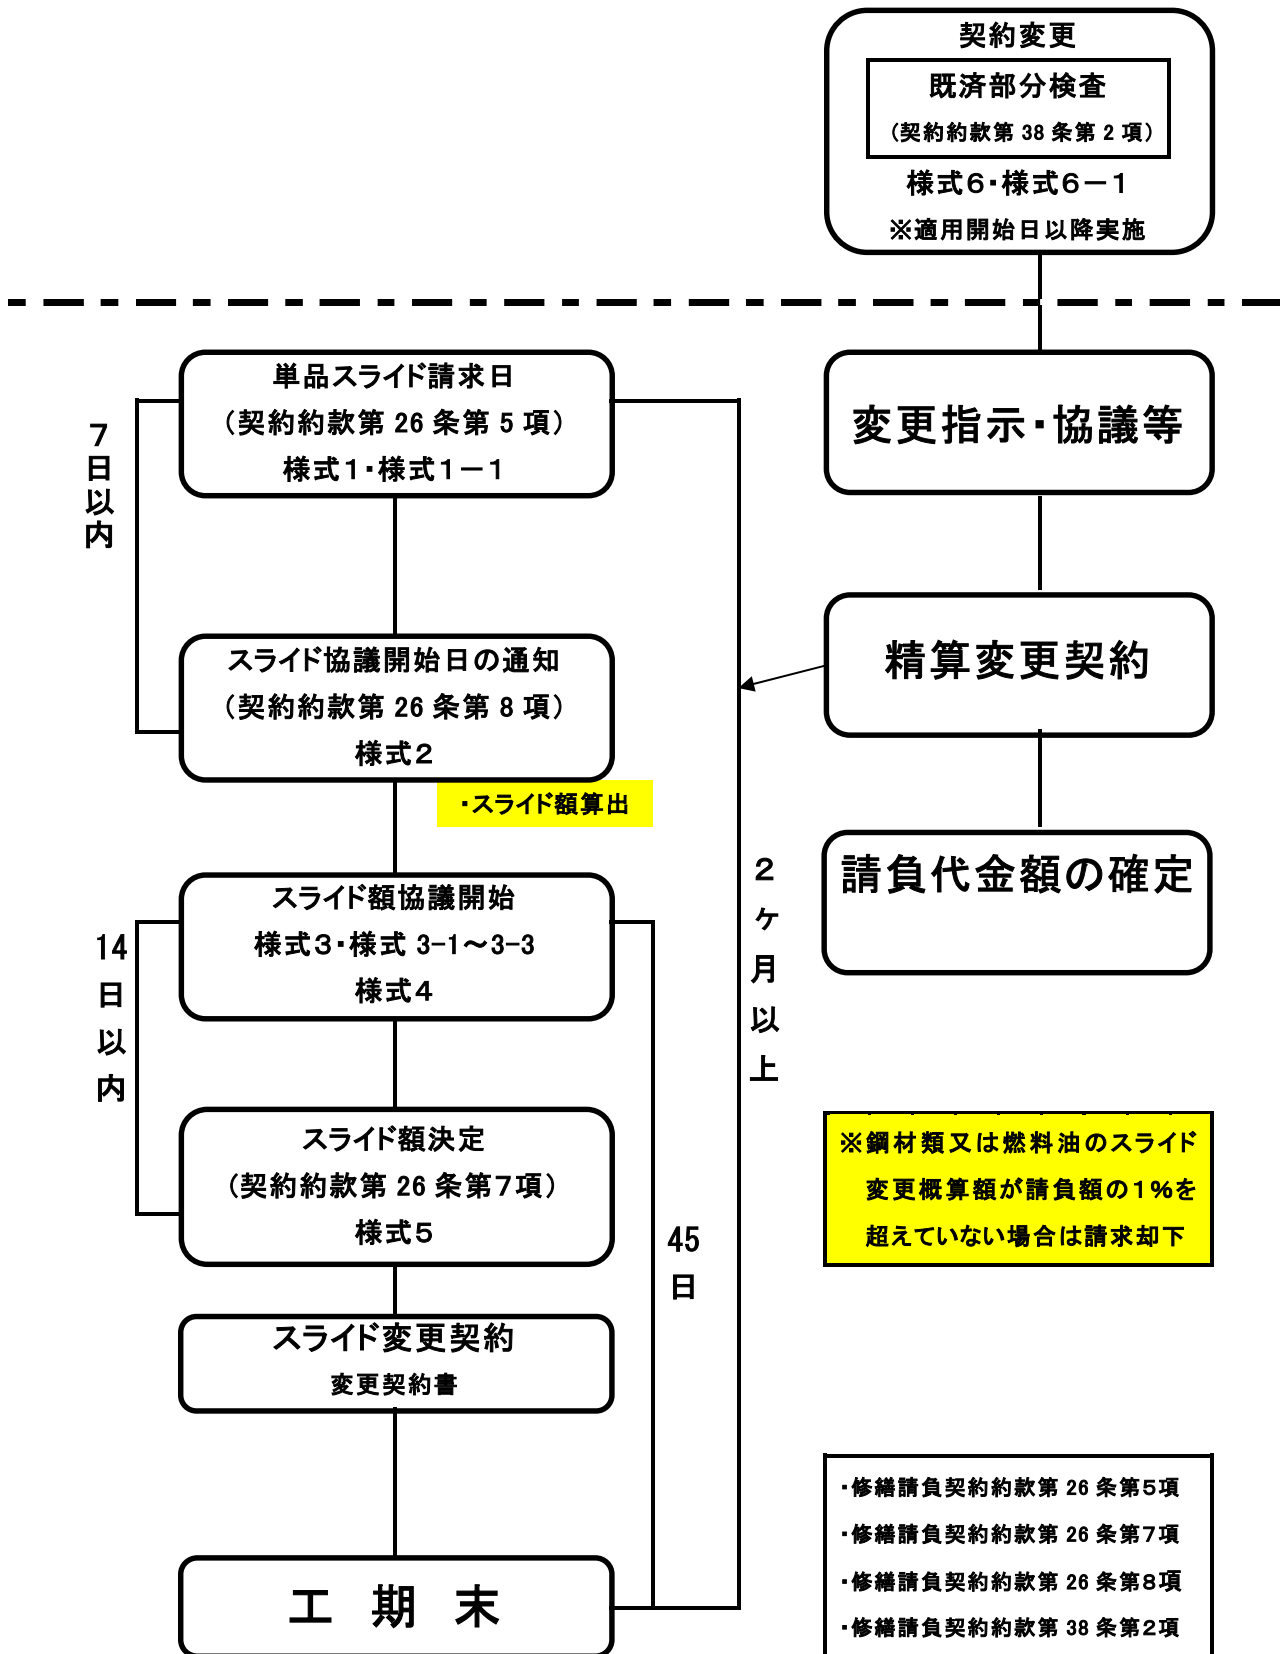 契約変更
既済部分検査
（契約約款第 38 条第 2 項）
様式６・様式６－１
※適用開始日以降実施
単品スライド請求日
（契約約款第 26 条第 5 項）
様式１・様式１－１
7日以内
スライド協議開始日の通知
（契約約款第 26 条第 8 項）
様式２
・スライド額算出
スライド額協議開始
様式３・様式 3-1～3-3
様式４
14日以内
スライド額決定
（契約約款第 26 条第７項）
様式５
スライド変更契約
変更契約書
工 期 末
45日
２ヶ月以上
変更指示・協議等
精算変更契約
請負代金額の確定
※鋼材類又は燃料油のスライド
変更概算額が請負額の１％を
超えていない場合は請求却下
・修繕請負契約約款第 26 条第５項
・修繕請負契約約款第 26 条第７項
・修繕請負契約約款第 26 条第８項
・修繕請負契約約款第 38 条第２項